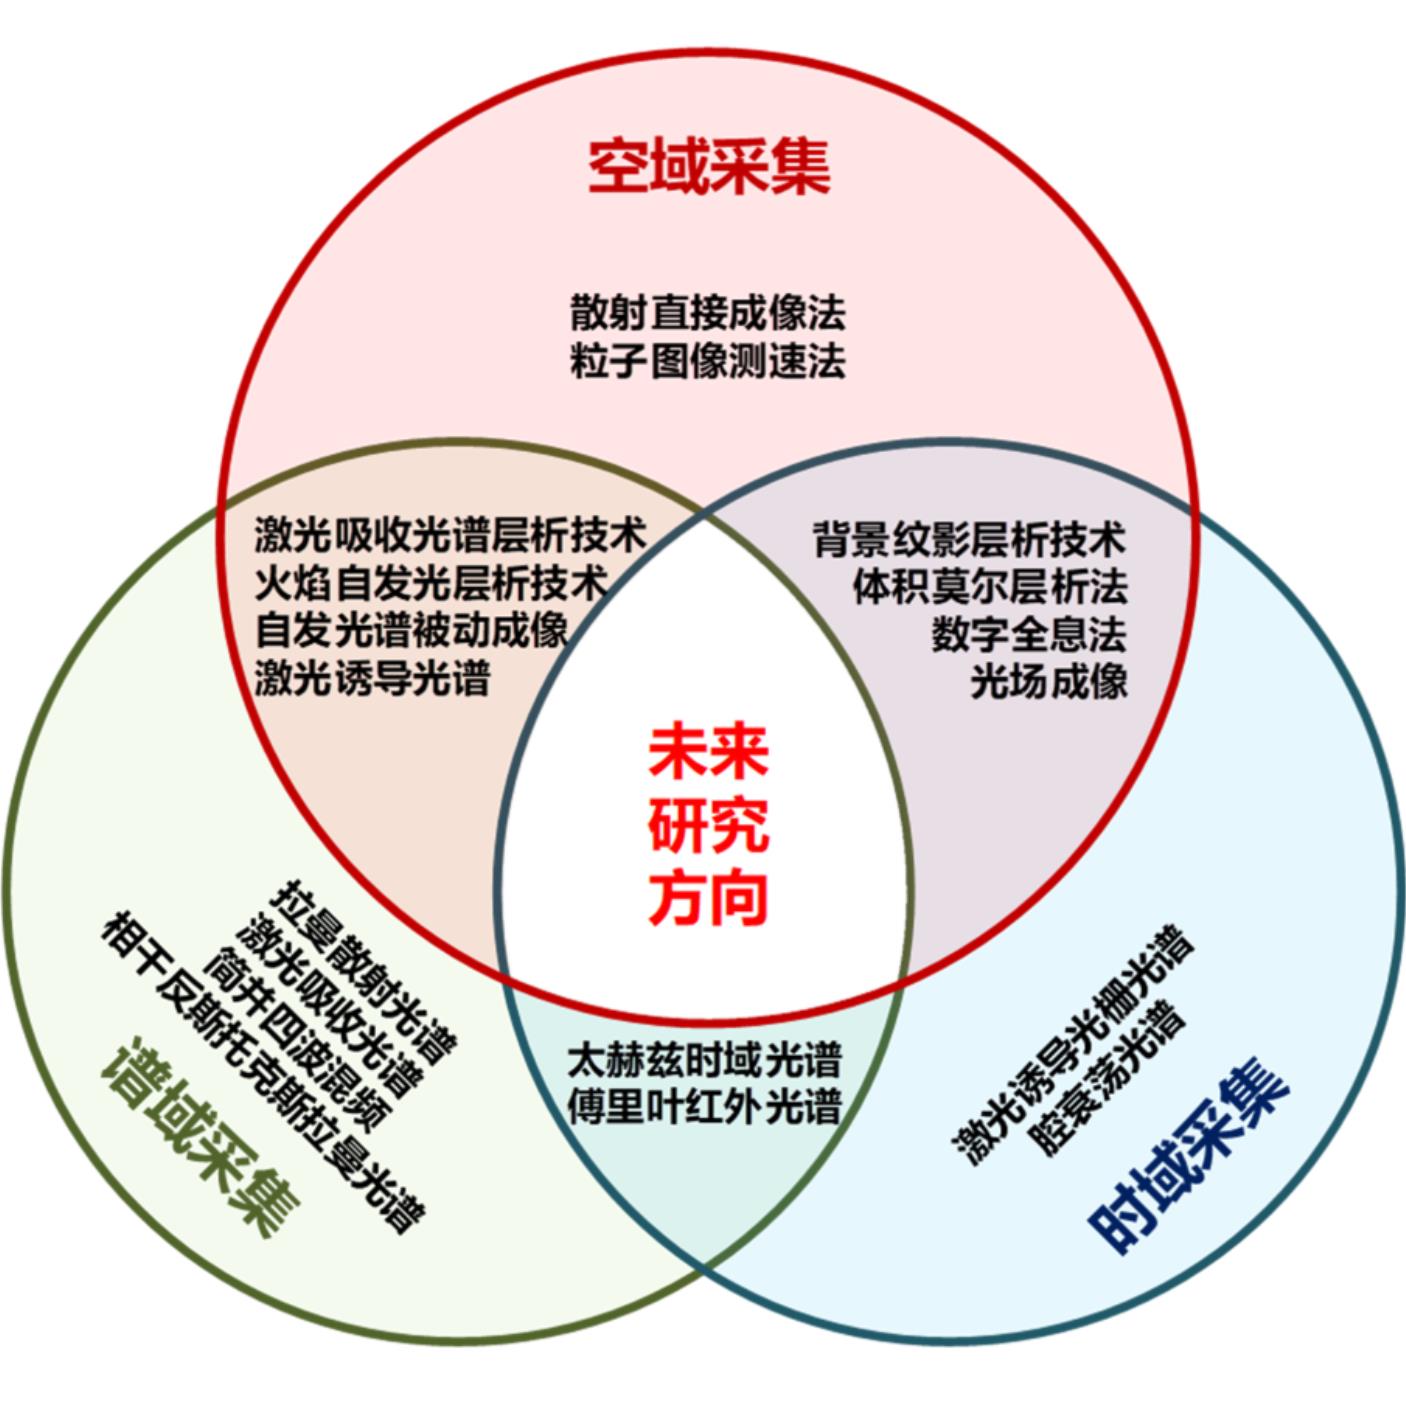 空域采集
散射直接成像法
粒子图像测速法
激光吸收光谱层析技术
火焰自发光层析技术
自发光谱被动成像
激光诱导光谱
背景纹影层析技术
体积莫尔层析法
数字全息法
光场成像
未来
研究
方向
拉曼散射光谱
激光吸收光谱
简并四波混频
相干反斯托克斯拉曼光谱
谱域采集
太赫兹时域光谱
傅里叶红外光谱
激光诱导光栅光谱
腔衰荡光谱
时域采集